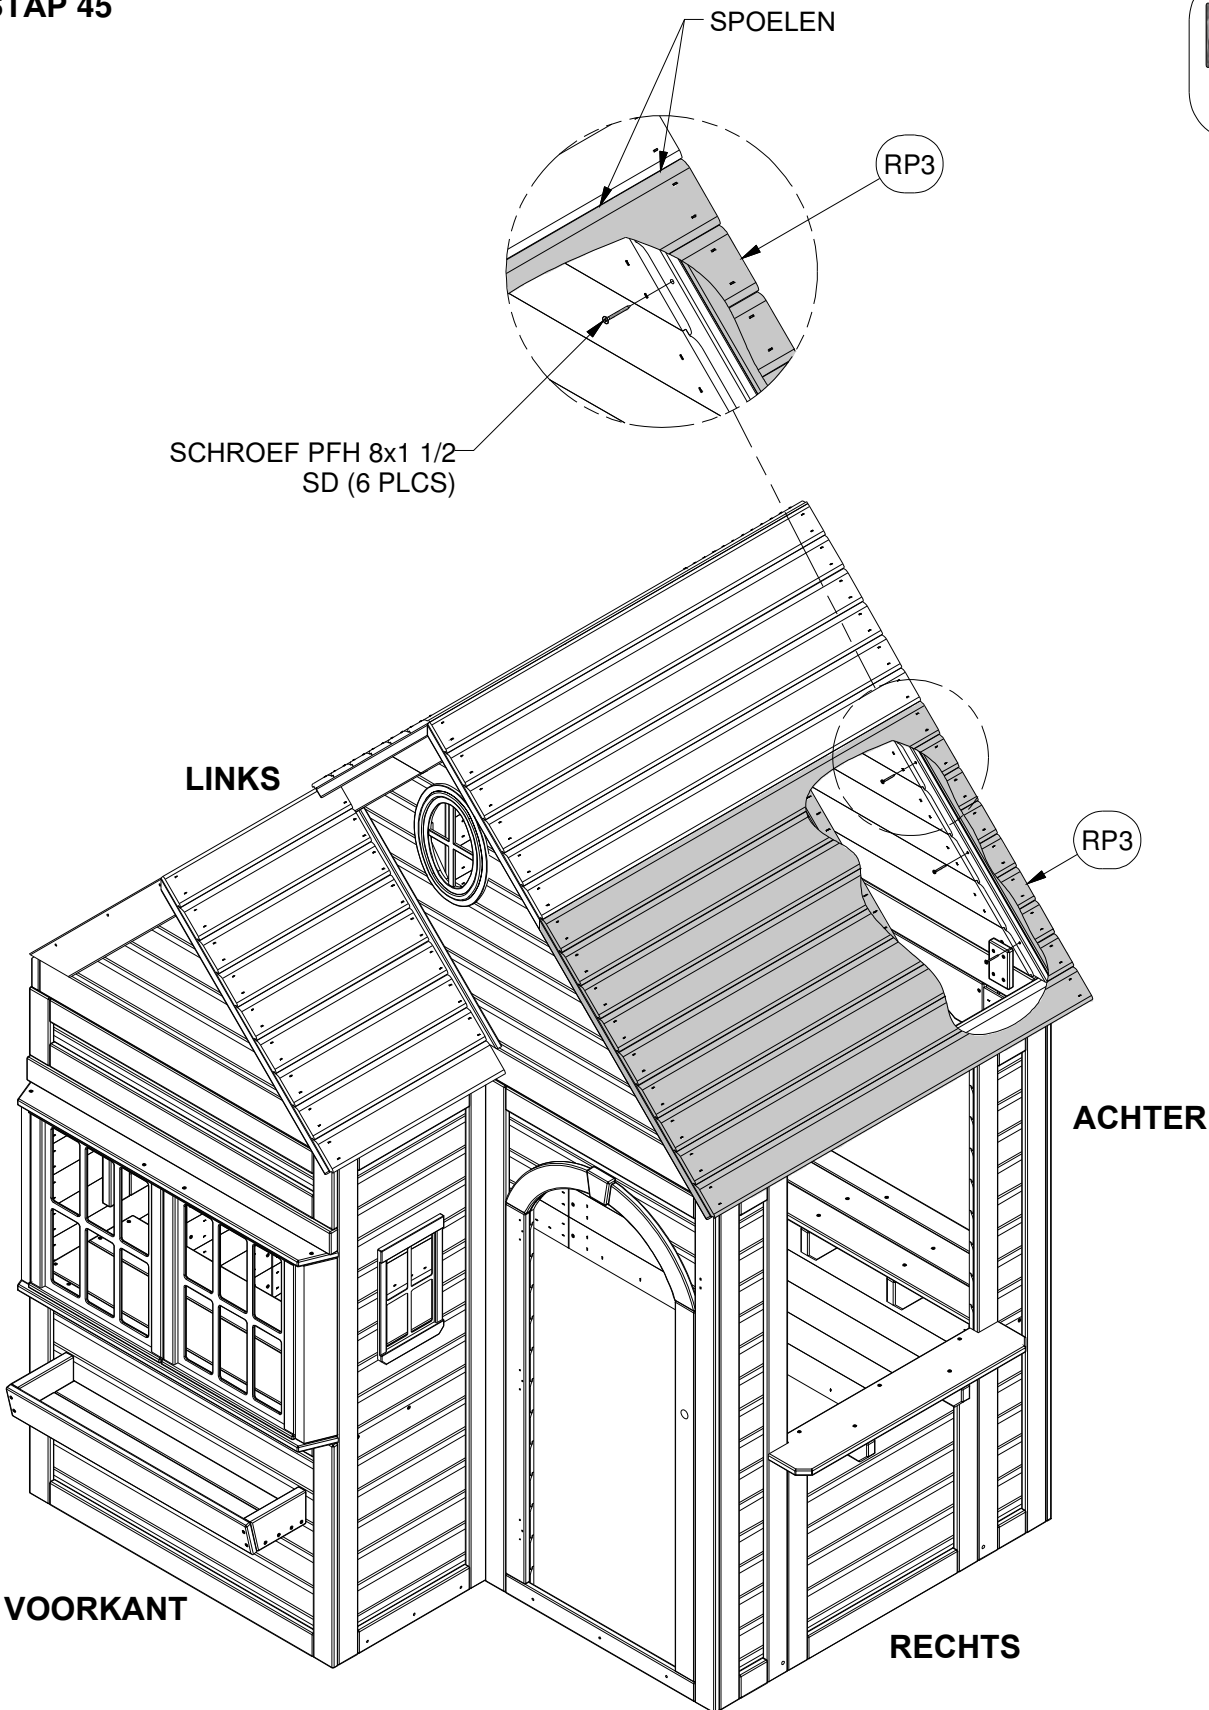 STAP 45
SPOELEN
RP3
SCHROEF PFH 8x1 1/2
SD (6 PLCS)
LINKS
RP3
ACHTER
VOORKANT
RECHTS